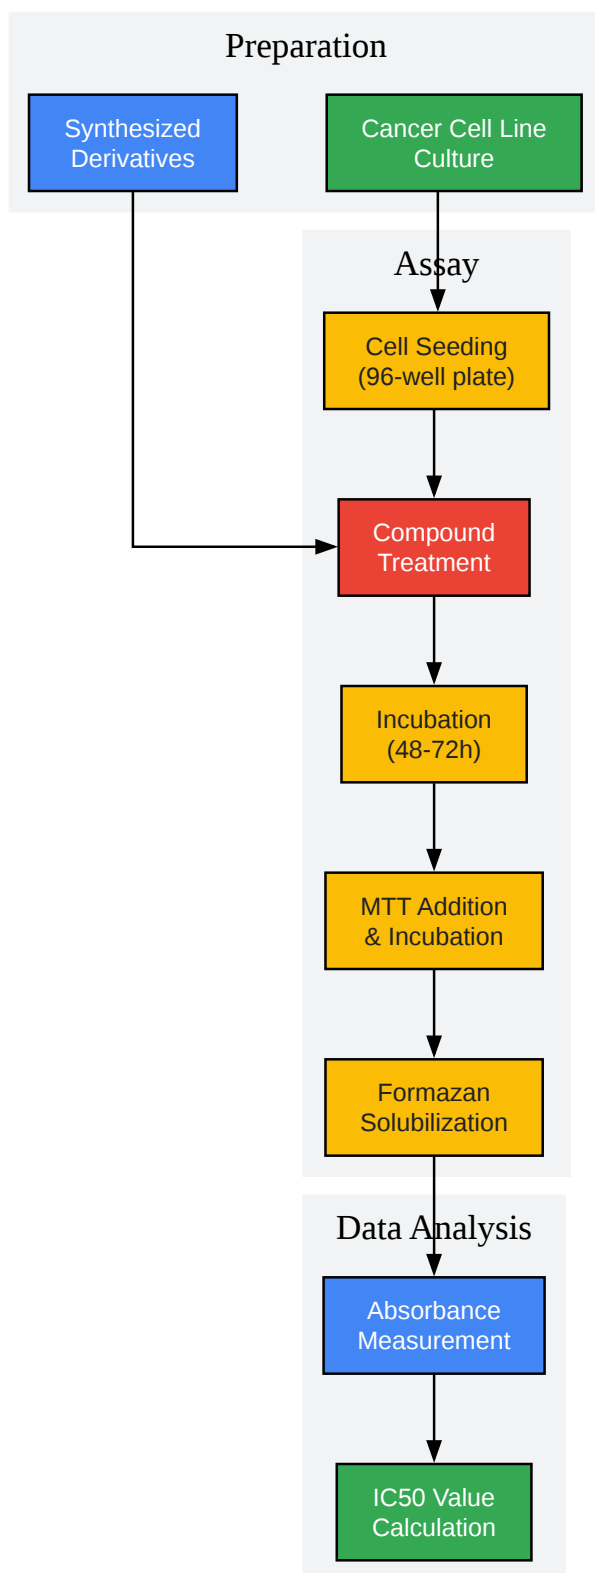 Preparation
Synthesized
Derivatives
Cancer Cell Line
Culture
Assay
Cell Seeding
(96-well plate)
Compound
Treatment
Incubation
(48-72h)
MTT Addition
& Incubation
Formazan
Solubilization
Data Analysis
Absorbance
Measurement
IC50 Value
Calculation